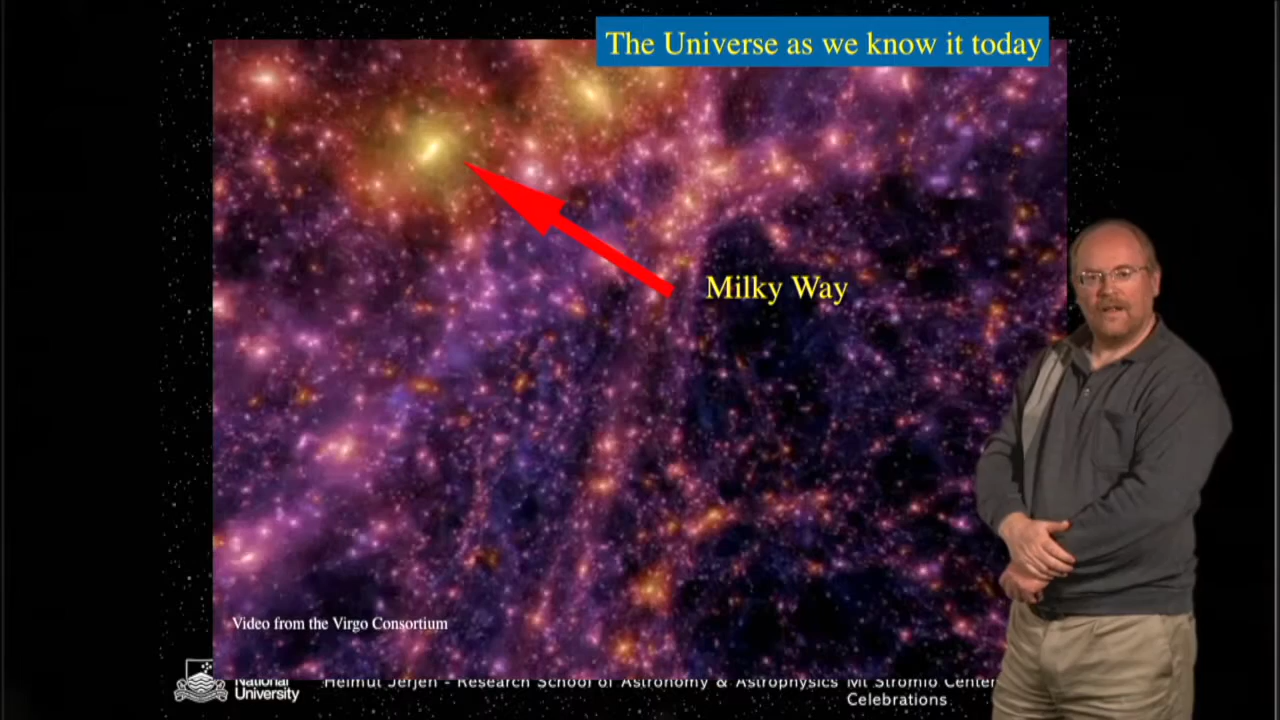 The Universe as we know it today
Milky Way
Video from the Virgo Consortium
National
University
Helmut Jerjen - Research School of Astronomy & Astrophysics Mt Stromlo Center
Celebrations